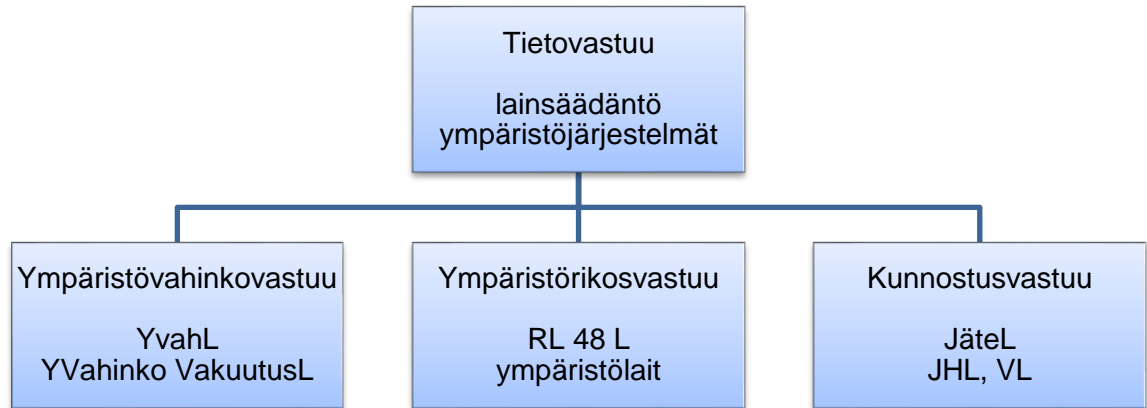 Tietovastuu
lainsäädäntö
ympäristöjärjestelmät
Ympäristövahinkovastuu
YvahL
YVahinko VakuutusL
Ympäristörikosvastuu
RL 48 L
ympäristölait
Kunnostusvastuu
JäteL
JHL, VL